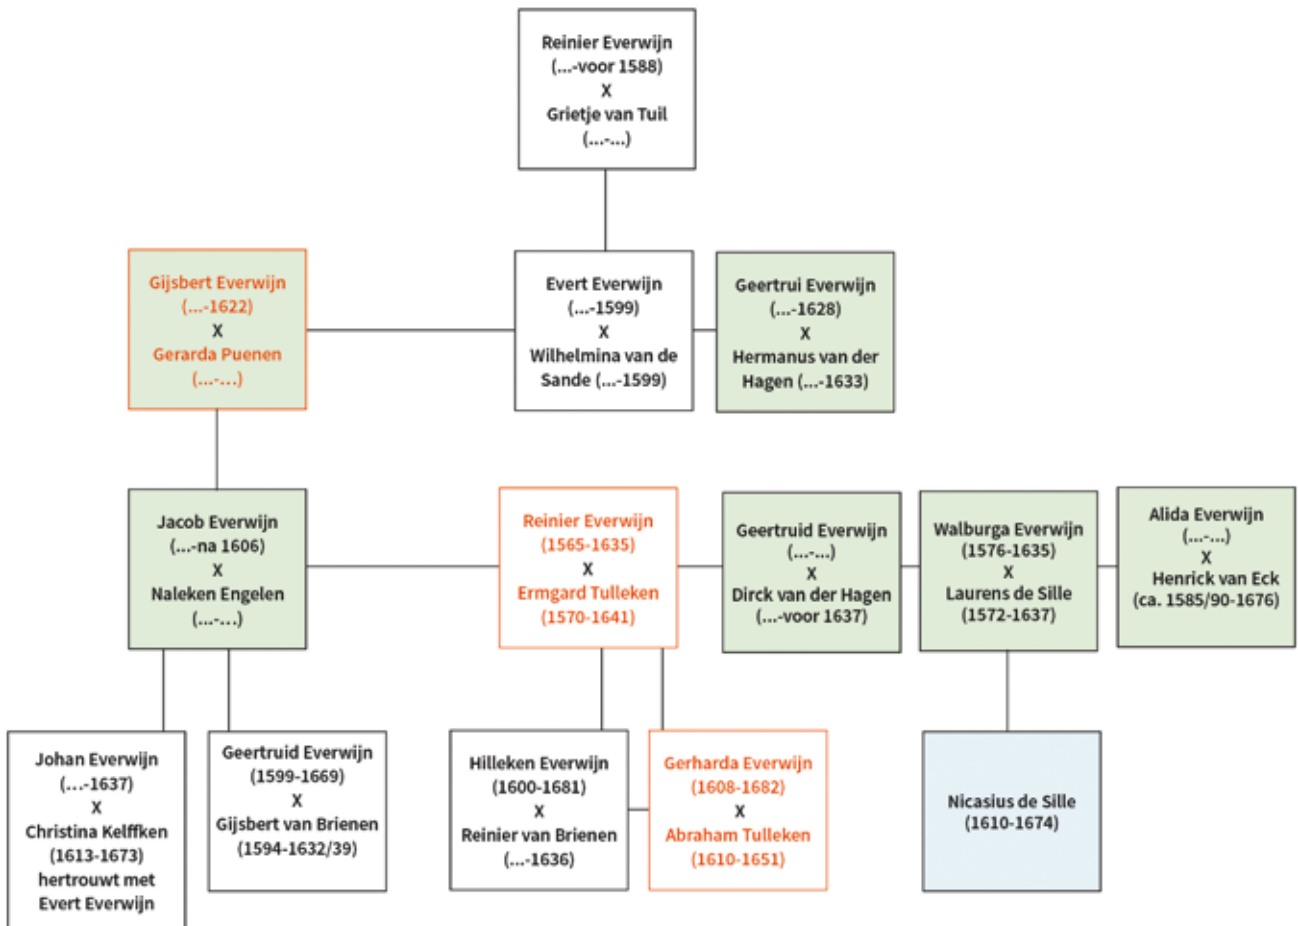 Reinier Everwijn
(...-voor 1588)
X
Grietje van Tuil
(...-...)
Gijsbert Everwijn
(...-1622)
X
Gerarda Puenen
(...-...)
Evert Everwijn
(...-1599)
X
Wilhelmina van de
Sande (...-1599)
Geertrui Everwijn
(...-1628)
X
Hermanus van der
Hagen (...-1633)
Jacob Everwijn
(...-na 1606)
X
Naleken Engelen
(...-...)
Reinier Everwijn
(1565-1635)
X
Ermgard Tulleken
(1570-1641)
Geertruid Everwijn
(...-...)
X
Dirck van der Hagen
(...-voor 1637)
Walburga Everwijn
(1576-1635)
X
Laurens de Sille
(1572-1637)
Alida Everwijn
(...-...)
X
Henrick van Eck
(ca. 1585/90-1676)
Johan Everwijn
(...-1637)
X
Christina Kelffken
(1613-1673)
hertrouwt met
Evert Everwijn
Geertruid Everwijn
(1599-1669)
X
Gijsbert van Brienen
(1594-1632/39)
Hilleken Everwijn
(1600-1681)
X
Reinier van Brienen
(...-1636)
Gerharda Everwijn
(1608-1682)
X
Abraham Tulleken
(1610-1651)
Nicasius de Sille
(1610-1674)